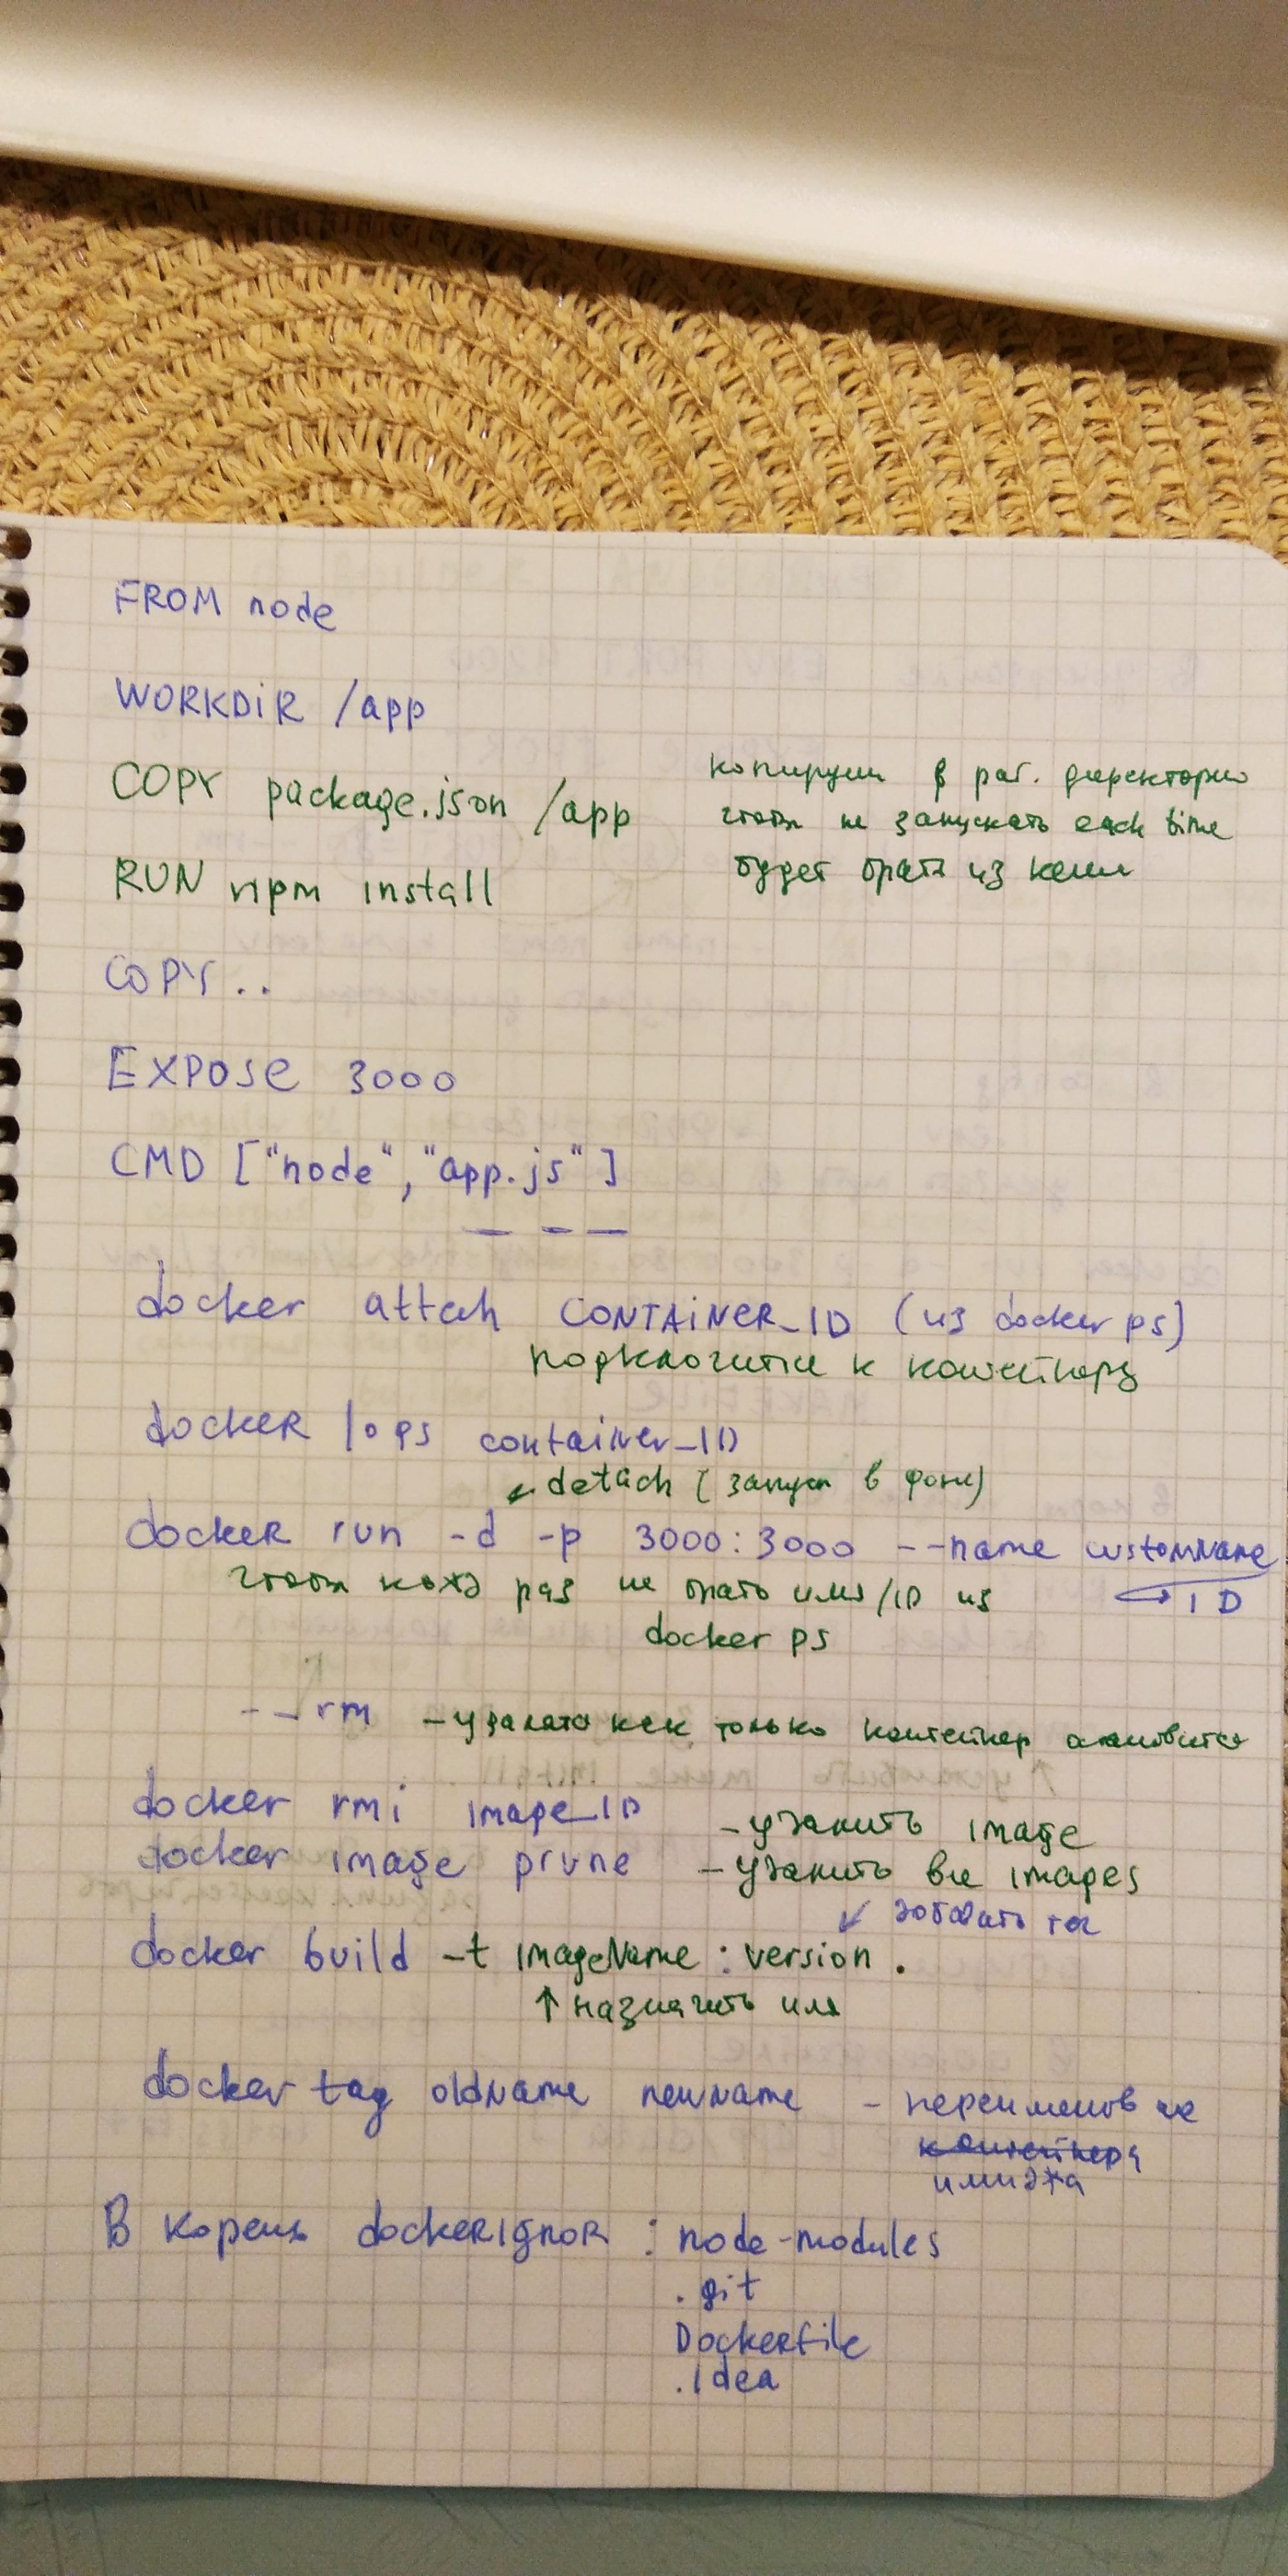 FROM node
WORKDIR /app
COPY package.json /app
копируем в раб. директорию
чтобы не запускать each time
RUN npm install
будет брать из кеша
COPY . .
EXPOSE 3000
CMD ["node", "app.js"]
docker attach CONTAINER_ID (из docker ps)
подключиться к контейнеру
docker logs container_ID
↙ detach (запуск в фоне)
docker run -d -p 3000:3000 --name customName
чтобы кажд раз не брать имя/ID из
→ ID
docker ps
--rm - удалять как только контейнер остановится
docker rmi image_ID - удалить image
docker image prune - удалить все images
↙ добавить тег
docker build -t imageName : version .
↑ назначить имя
docker tag oldName newName - переименов ие
имиджа
В корень dockerignor : node-modules
.git
Dockerfile
.idea